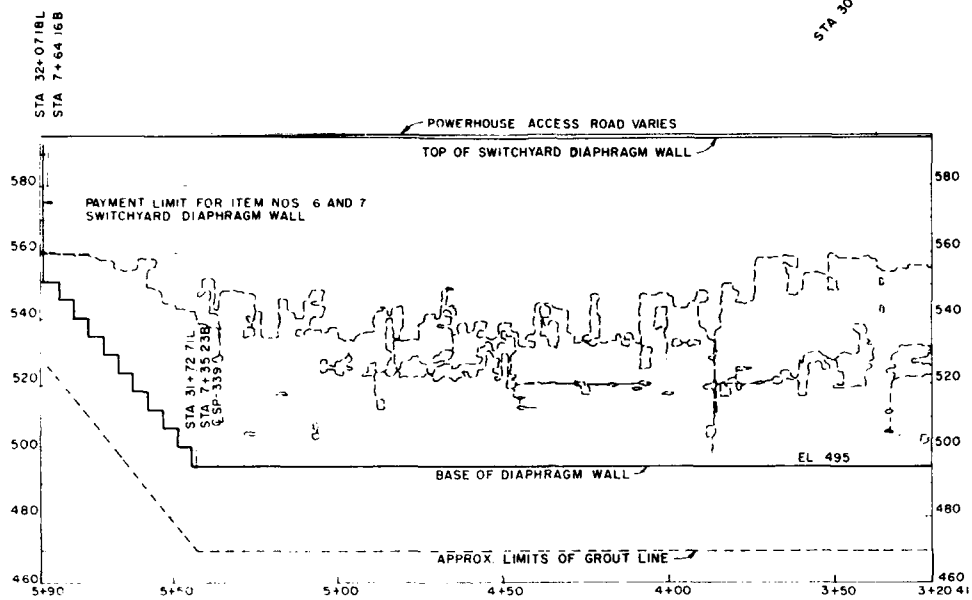 STA 32+07 18L
STA 7+64 16B
STA 30
POWERHOUSE ACCESS ROAD VARIES
TOP OF SWITCHYARD DIAPHRAGM WALL
580
580
PAYMENT LIMIT FOR ITEM NOS 6 AND 7
SWITCHYARD DIAPHRAGM WALL
560
560
540
540
STA 31+72 71L
STA 7+35 23B
520
520
500
500
EL 495
BASE OF DIAPHRAGM WALL
480
480
APPROX. LIMITS OF GROUT LINE
460
460
5+90
5+00
4+50
4+00
3+50
3+20 41